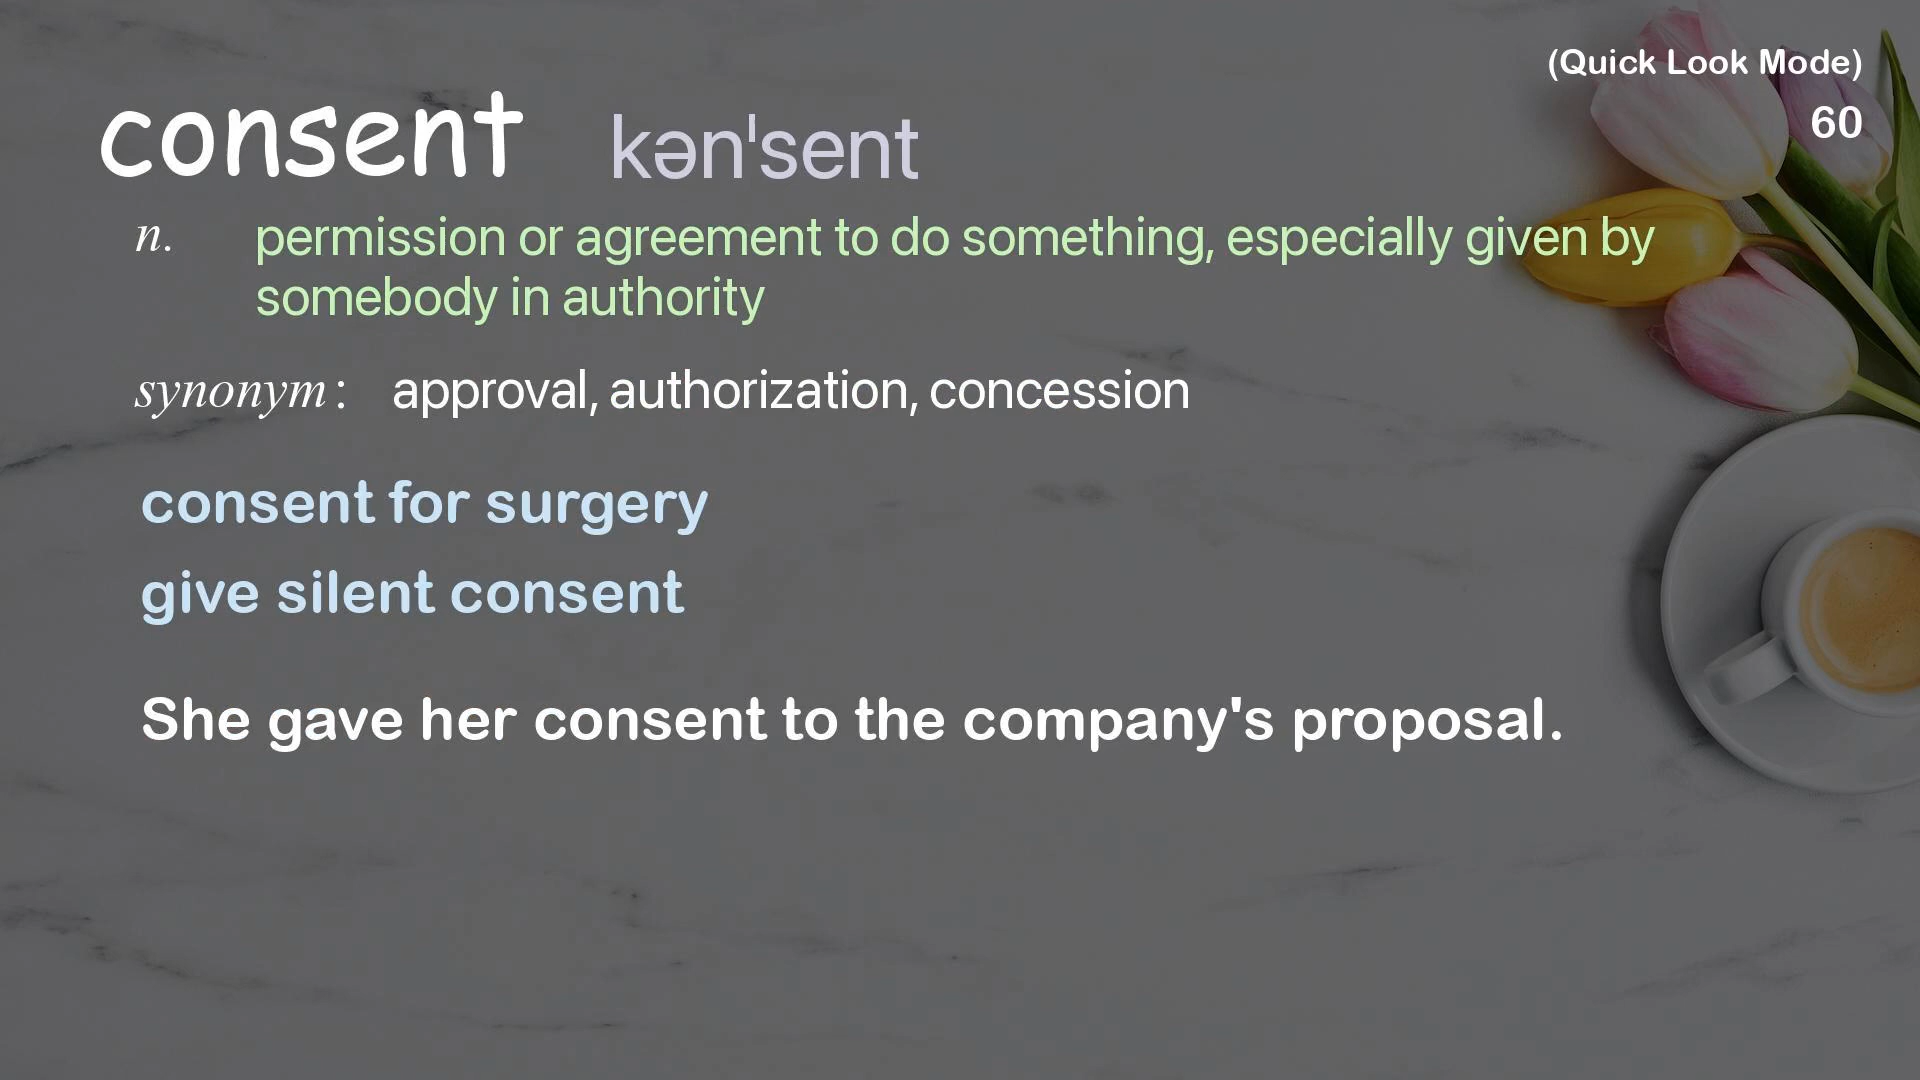 (Quick Look Mode)
60
consent kən'sent
n. permission or agreement to do something, especially given by
somebody in authority
synonym: approval, authorization, concession
consent for surgery
give silent consent
She gave her consent to the company's proposal.